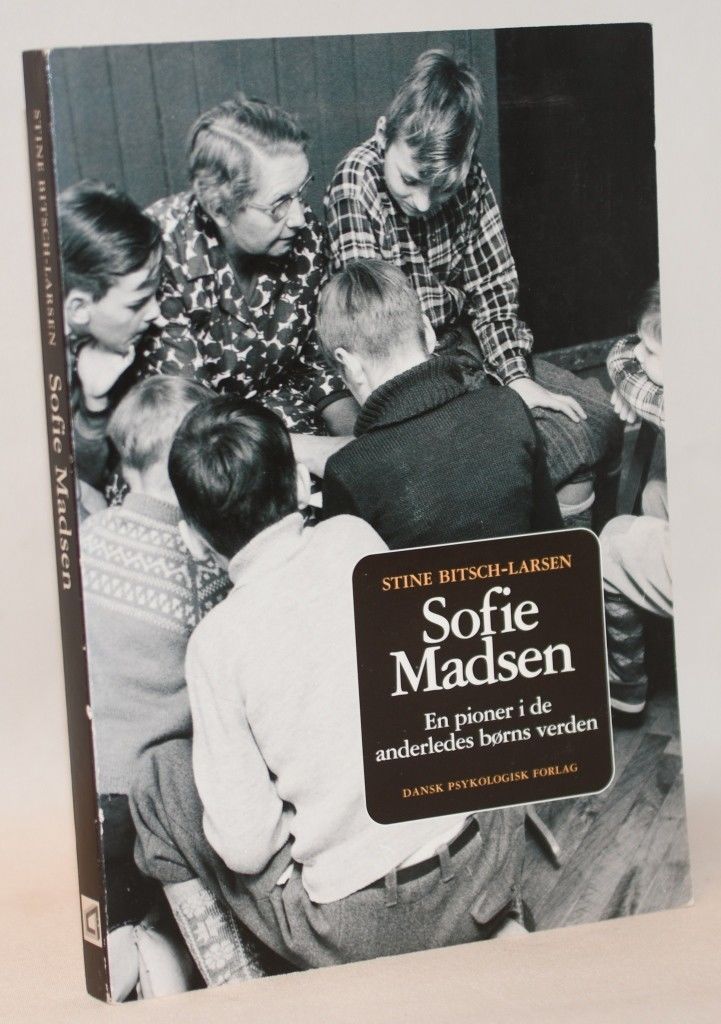 STINE BITSCH-LARSEN Sofie Madsen
STINE BITSCH-LARSEN
Sofie
Madsen
En pioner i de
anderledes børns verden
DANSK PSYKOLOGISK FORLAG